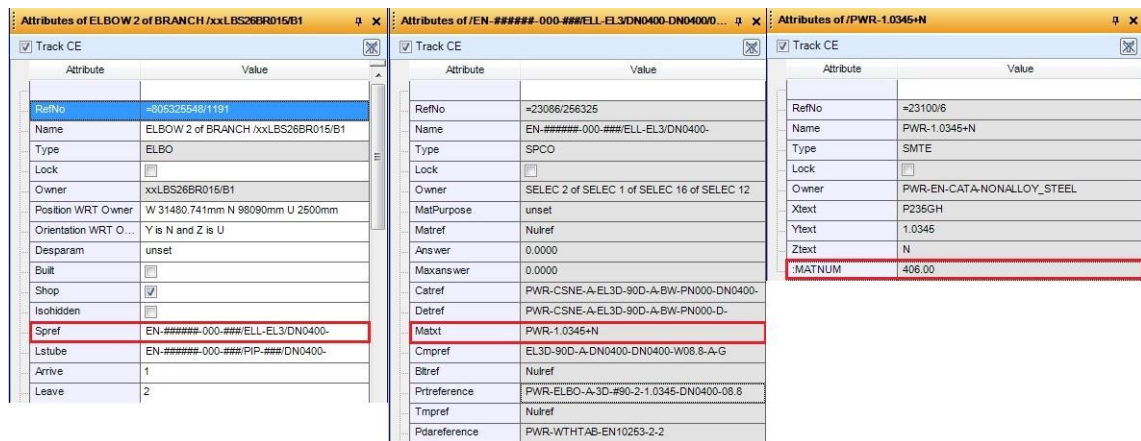 Attributes of ELBOW 2 of BRANCH /xxLBS26BR015/B1
Track CE
Attribute Value
RefNo =805325548/1191
Name ELBOW 2 of BRANCH /xxLBS26BR015/B1
Type ELBO
Lock
Owner xxLBS26BR015/B1
Position WRT Owner W 31480.741mm N 98090mm U 2500mm
Orientation WRT O... Y is N and Z is U
Desparam unset
Built
Shop
Isohidden
Spref EN-######-000-###/ELL-EL3/DN0400-
Lstube EN-######-000-###/PIP-###/DN0400-
Arrive 1
Leave 2
Attributes of /EN-######-000-###/ELL-EL3/DN0400-DN0400/0...
Track CE
Attribute Value
RefNo =23086/256325
Name EN-######-000-###/ELL-EL3/DN0400-
Type SPCO
Lock
Owner SELEC 2 of SELEC 1 of SELEC 16 of SELEC 12
MatPurpose unset
Matref Nulref
Answer 0.0000
Maxanswer 0.0000
Catref PWR-CSNE-A-EL3D-90D-A-BW-PN000-DN0400-
Detref PWR-CSNE-A-EL3D-90D-A-BW-PN000-D-
Matxt PWR-1.0345+N
Cmpref EL3D-90D-A-DN0400-DN0400-W08.8-A-G
Bltref Nulref
Prtreference PWR-ELBO-A-3D-#90-2-1.0345-DN0400-08.8
Tmpref Nulref
Pdareference PWR-WTHTAB-EN10253-2-2
Attributes of /PWR-1.0345+N
Track CE
Attribute Value
RefNo =23100/6
Name PWR-1.0345+N
Type SMTE
Lock
Owner PWR-EN-CATA-NONALLOY_STEEL
Xtext P235GH
Ytext 1.0345
Ztext N
:MATNUM 406.00